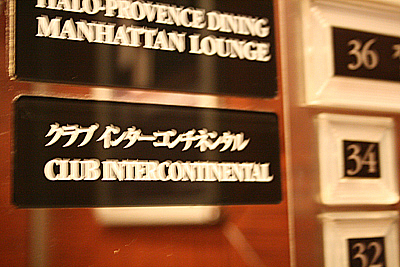 ITALO-PROVENCE DINING
MANHATTAN LOUNGE
クラブ インターコンチネンタル
CLUB INTERCONTINENTAL
36
34
32